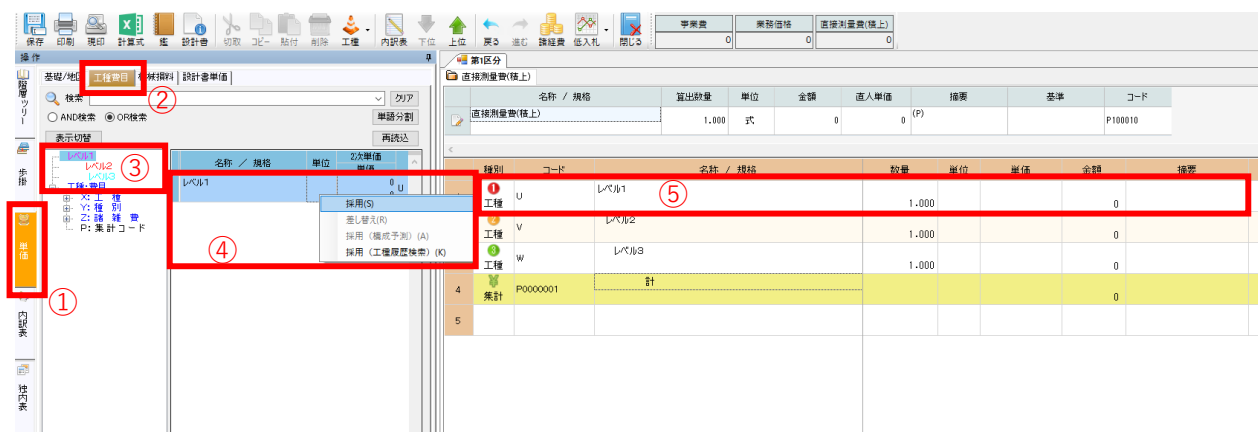 保存 印刷 現印 計算式 鑑 設計書 切取 コピー 貼付 削除 工種 内訳表 下位 上位 戻る 進む 諸経費 低入札 閉じる
事業費 業務価格 直接測量費(積上)
0 0 0
操作
第1区分
基礎/地区 工種費目 機械損料 設計書単価
②
検索 クリア
AND検索 OR検索 単語分割
表示切替 再読込
階層ツリー
歩掛
単価
①
内訳表
独内表
レベル1
レベル2
レベル3
③
工種・費目
X:工 種
Y:種 別
Z:諸 雑 費
P:集計コード
名称 / 規格 単位 2次単価
単価
レベル1 0 U
0
④
採用(S)
差し替え(R)
採用（構成予測）(A)
採用（工種履歴検索）(K)
直接測量費(積上)
名称 / 規格 算出数量 単位 金額 直人単価 摘要 基準 コード
直接測量費(積上) 1.000 式 0 0 (P) P100010
種別 コード 名称 / 規格 数量 単位 単価 金額 摘要
1 工種 U レベル1 1.000 0
⑤
2 工種 V レベル2 1.000 0
3 工種 W レベル3 1.000 0
4 集計 P0000001 計 0
5